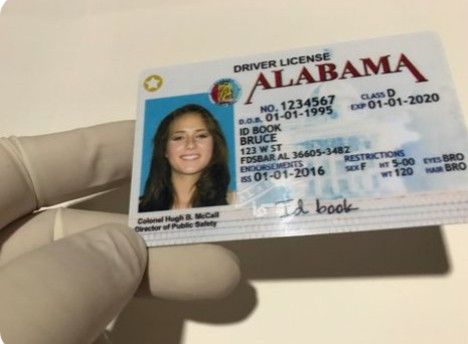 DRIVER LICENSE
ALABAMA
NO. 1234567 CLASS D
D.O.B. 01-01-1995 EXP 01-01-2020
ID BOOK
BRUCE
123 W ST
FDSBAR AL 36605-3482
ENDORSEMENTS RESTRICTIONS
ISS 01-01-2016 SEX F HT 5-00 EYES BRO
WT 120 HAIR BRO
Id book
Colonel Hugh B. McCall
Director of Public Safety